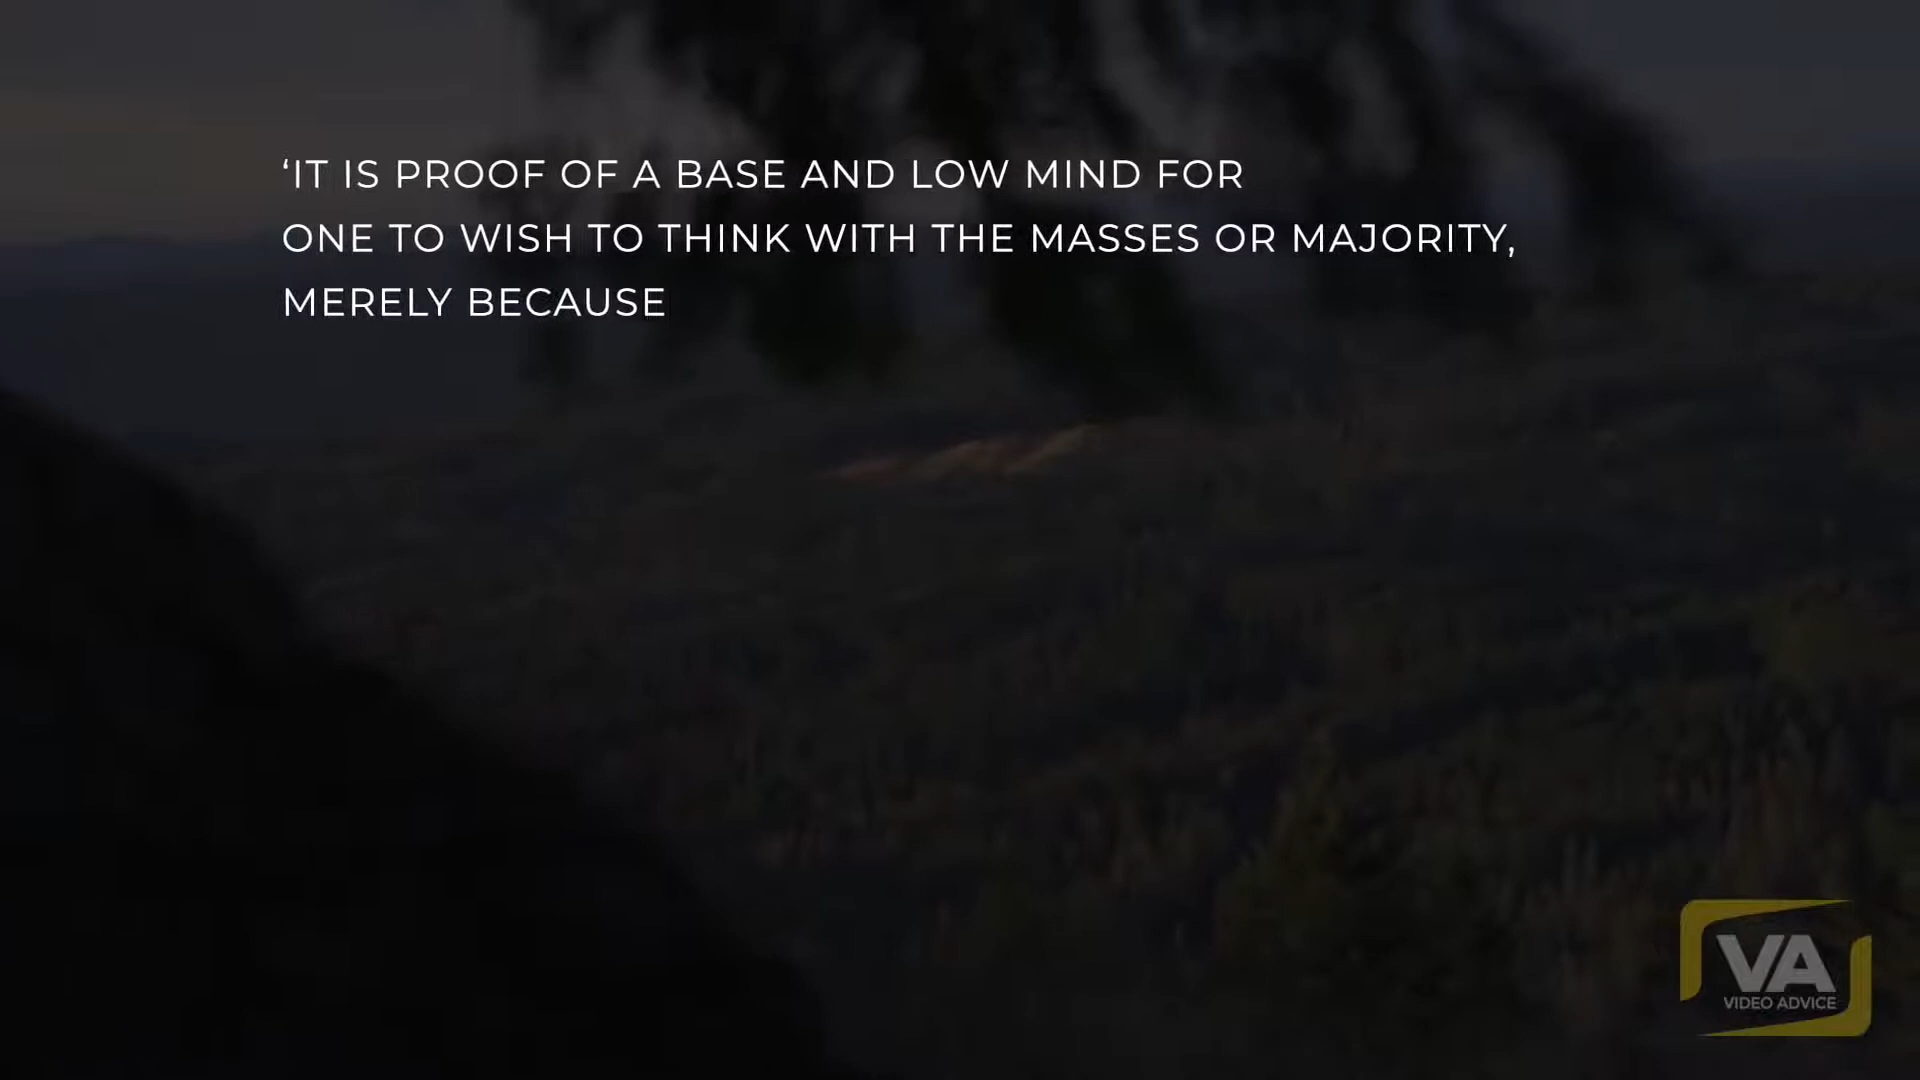 ‘IT IS PROOF OF A BASE AND LOW MIND FOR
ONE TO WISH TO THINK WITH THE MASSES OR MAJORITY,
MERELY BECAUSE
VA
VIDEO ADVICE